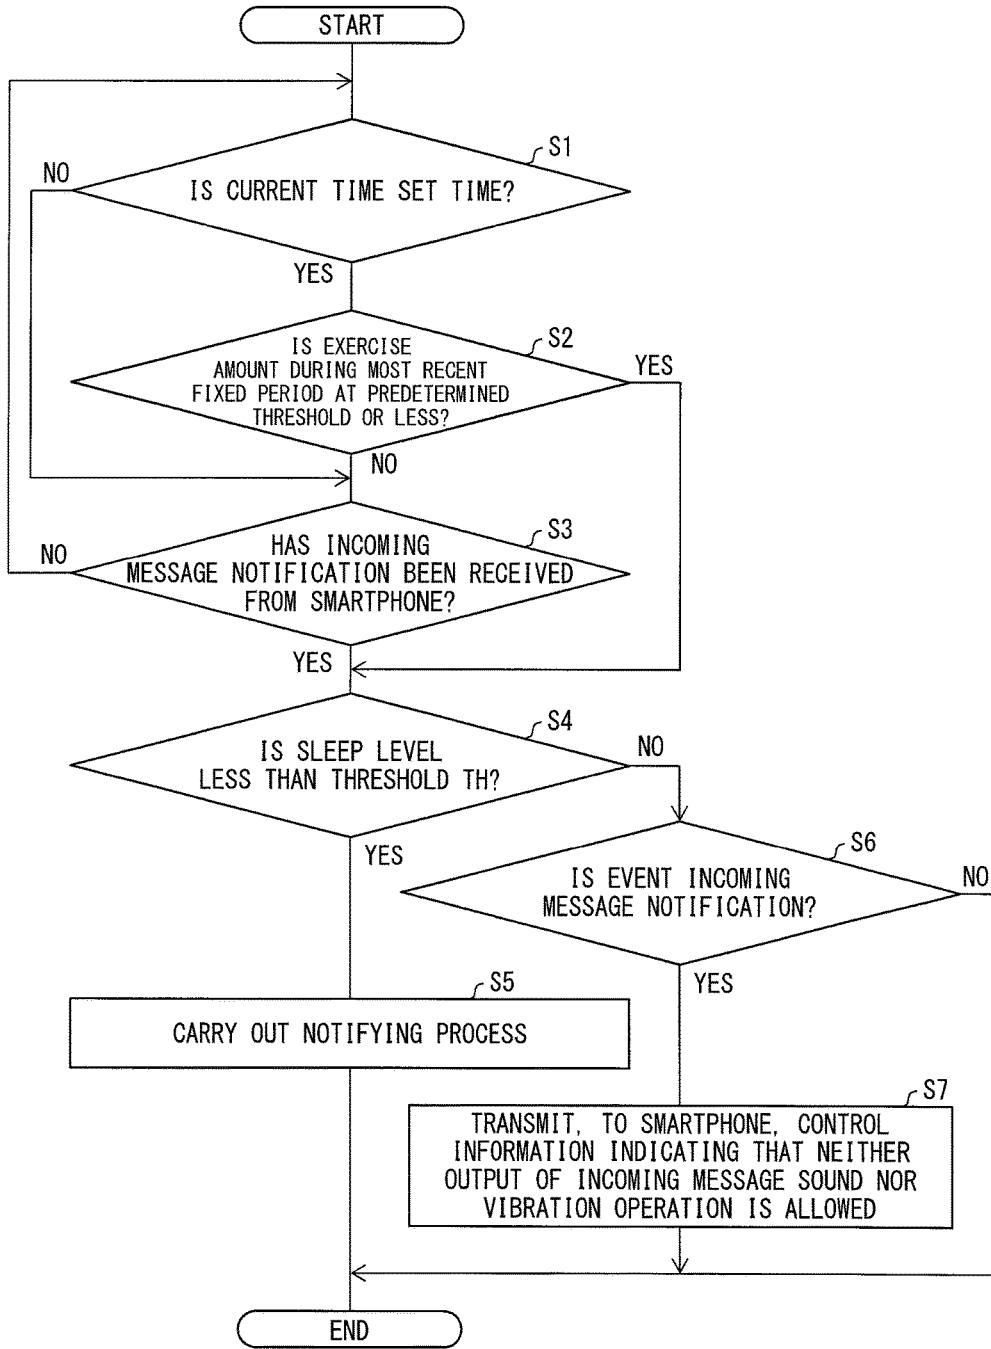 START
S1
NO
IS CURRENT TIME SET TIME?
YES
S2
IS EXERCISE
AMOUNT DURING MOST RECENT
FIXED PERIOD AT PREDETERMINED
THRESHOLD OR LESS?
YES
NO
S3
NO
HAS INCOMING
MESSAGE NOTIFICATION BEEN RECEIVED
FROM SMARTPHONE?
YES
S4
IS SLEEP LEVEL
LESS THAN THRESHOLD TH?
NO
YES
S6
IS EVENT INCOMING
MESSAGE NOTIFICATION?
NO
YES
S5
CARRY OUT NOTIFYING PROCESS
S7
TRANSMIT, TO SMARTPHONE, CONTROL
INFORMATION INDICATING THAT NEITHER
OUTPUT OF INCOMING MESSAGE SOUND NOR
VIBRATION OPERATION IS ALLOWED
END